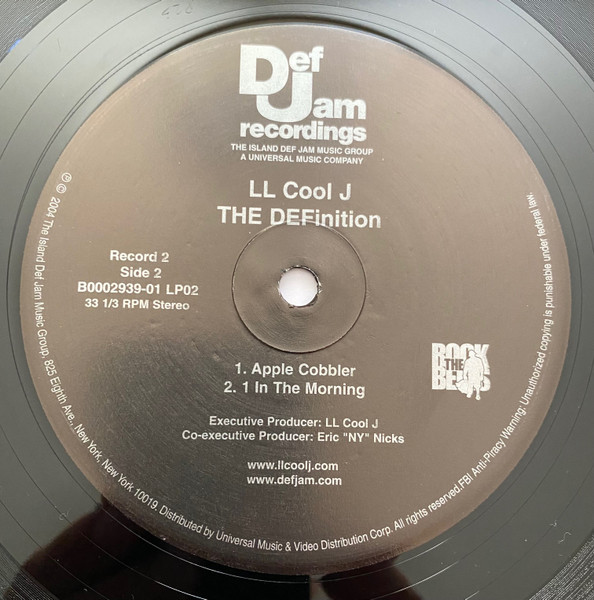 Def
Jam
recordings
THE ISLAND DEF JAM MUSIC GROUP
A UNIVERSAL MUSIC COMPANY
LL Cool J
THE DEFinition
Record 2
Side 2
B0002939-01 LP02
33 1/3 RPM Stereo
ROCK
THE
BELLS
1. Apple Cobbler
2. 1 In The Morning
Executive Producer: LL Cool J
Co-executive Producer: Eric "NY" Nicks
www.llcoolj.com
www.defjam.com
℗ © 2004 The Island Def Jam Music Group, 825 Eighth Ave., New York, New York 10019. Distributed by Universal Music & Video Distribution Corp. All rights reserved.FBI Anti-Piracy Warning: Unauthorized copying is punishable under federal law.